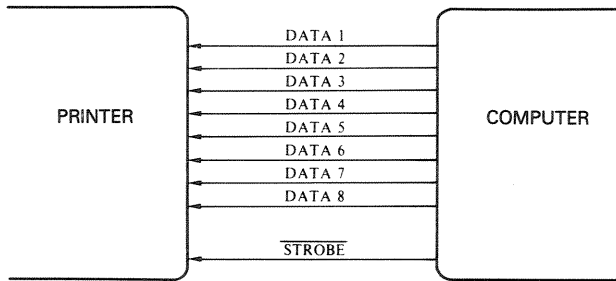 DATA 1
DATA 2
DATA 3
DATA 4
DATA 5
DATA 6
DATA 7
DATA 8
STROBE
PRINTER
COMPUTER